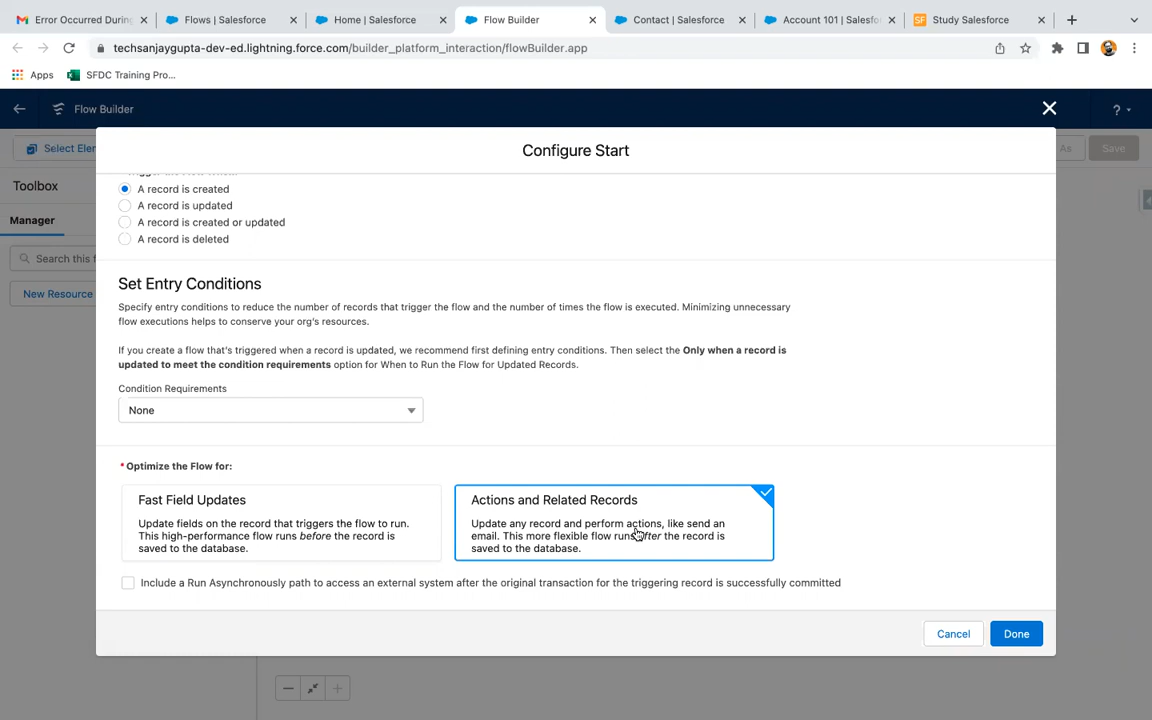 Error Occurred During
Flows | Salesforce
Home | Salesforce
Flow Builder
Contact | Salesforce
Account 101 | Salesfo
Study Salesforce
techsanjaygupta-dev-ed.lightning.force.com/builder_platform_interaction/flowBuilder.app
Apps
SFDC Training Pro...
Flow Builder
?
Configure Start
Select Eler
As
Save
Toolbox
A record is created
A record is updated
Manager
A record is created or updated
A record is deleted
Search this f
Set Entry Conditions
New Resource
Specify entry conditions to reduce the number of records that trigger the flow and the number of times the flow is executed. Minimizing unnecessary
flow executions helps to conserve your org's resources.
If you create a flow that's triggered when a record is updated, we recommend first defining entry conditions. Then select the Only when a record is
updated to meet the condition requirements option for When to Run the Flow for Updated Records.
Condition Requirements
None
* Optimize the Flow for:
Fast Field Updates
Update fields on the record that triggers the flow to run.
This high-performance flow runs before the record is
saved to the database.
Actions and Related Records
Update any record and perform actions, like send an
email. This more flexible flow runs after the record is
saved to the database.
Include a Run Asynchronously path to access an external system after the original transaction for the triggering record is successfully committed
Cancel
Done